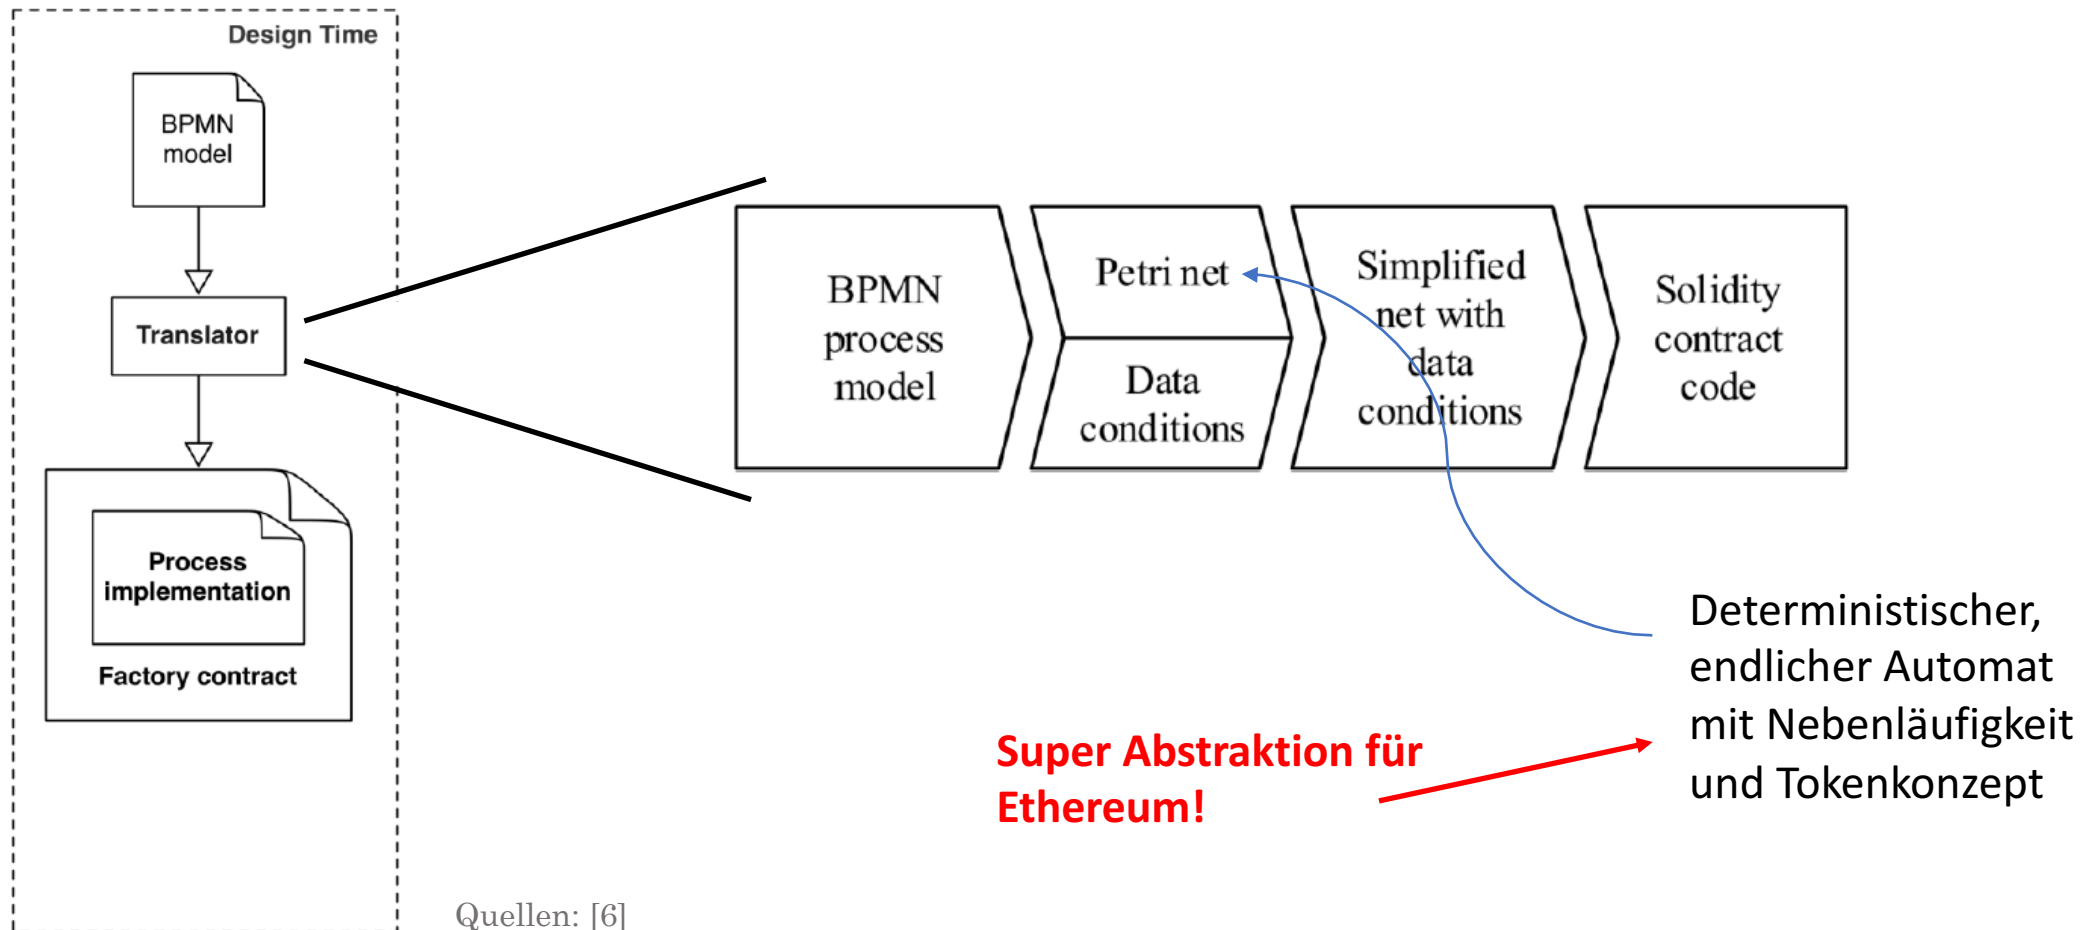 Design Time
BPMN
model
Translator
Process
implementation
Factory contract
BPMN
process
model
Petri net
Data
conditions
Simplified
net with
data
conditions
Solidity
contract
code
Deterministischer,
endlicher Automat
mit Nebenläufigkeit
und Tokenkonzept
Super Abstraktion für
Ethereum!
Quellen: [6]